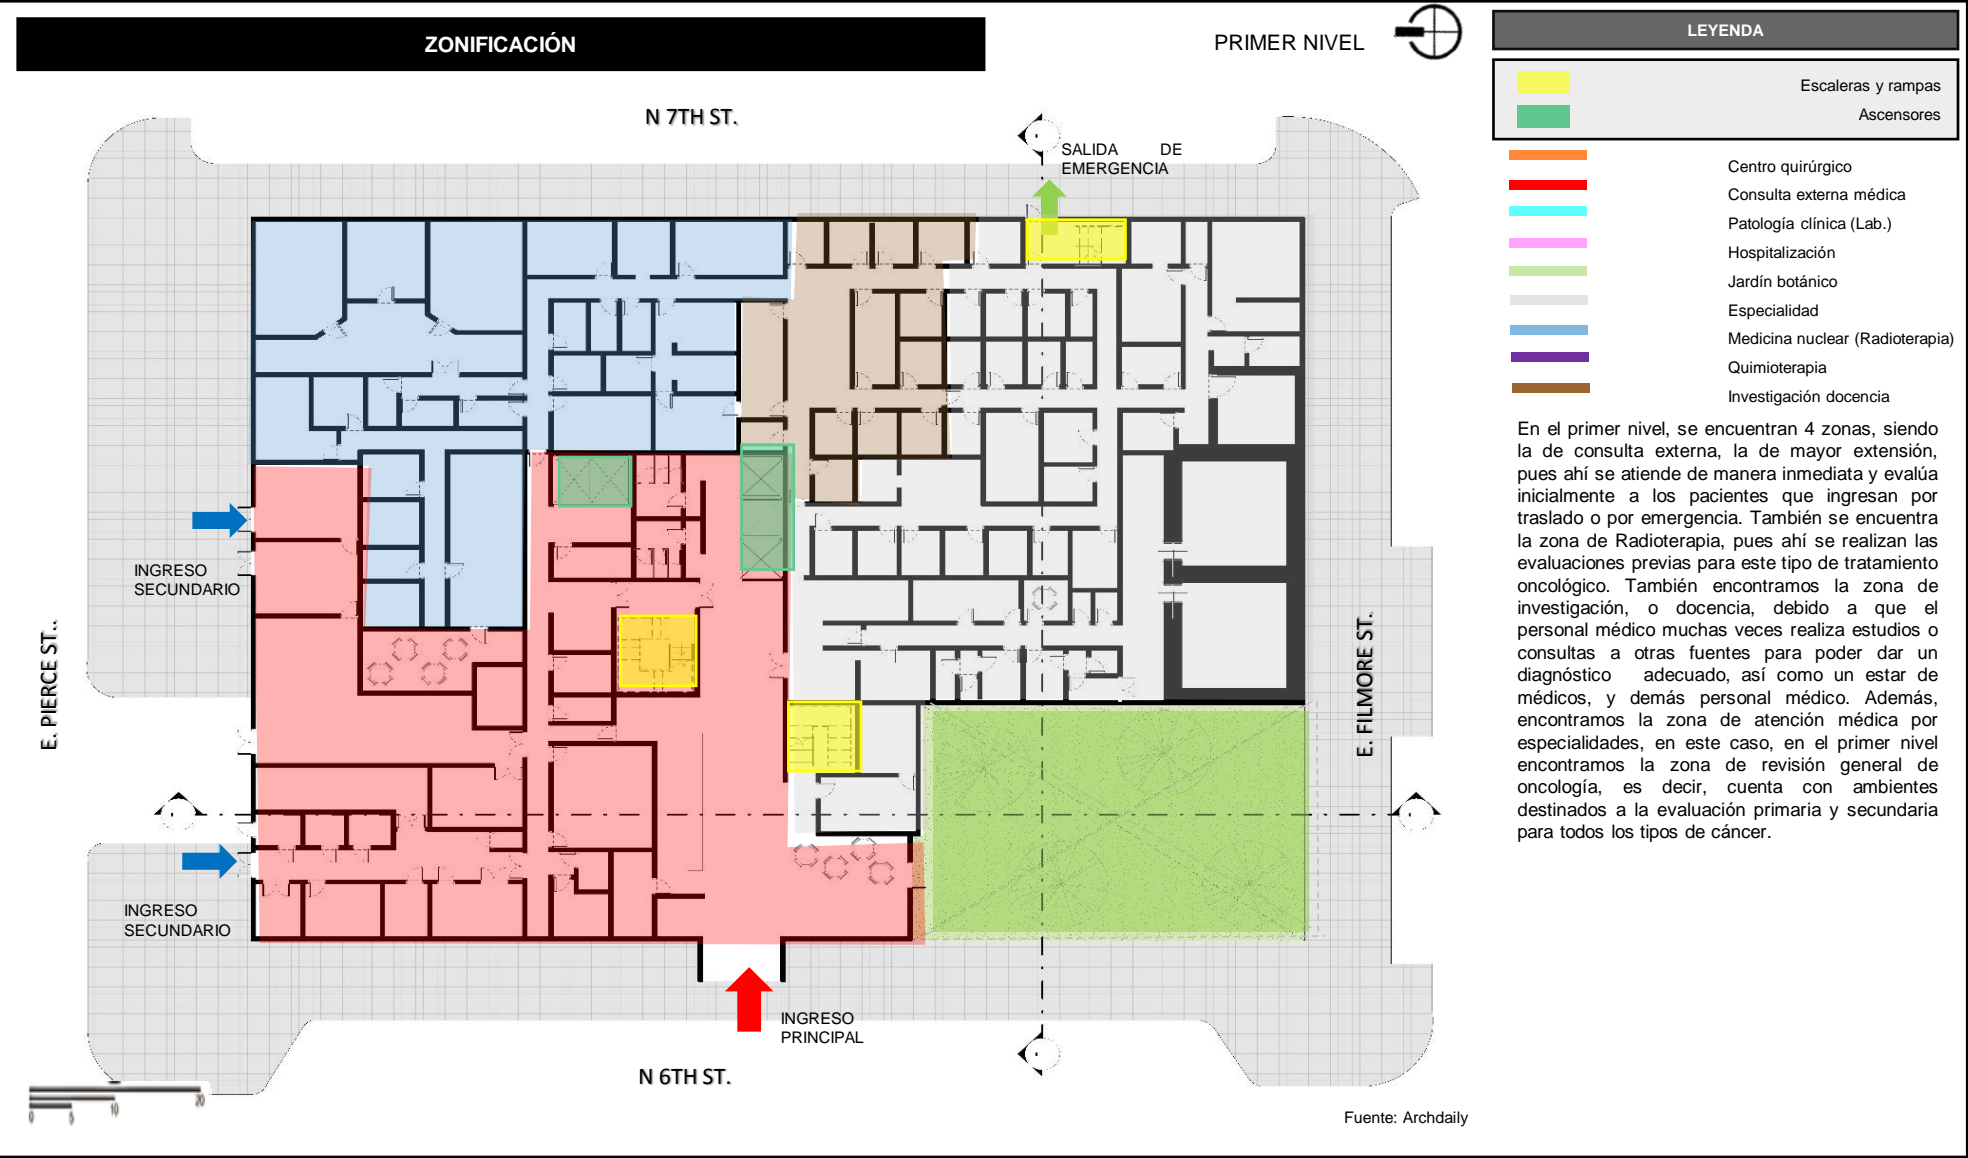 ZONIFICACIÓN
PRIMER NIVEL
LEYENDA
Escaleras y rampas
Ascensores
Centro quirúrgico
Consulta externa médica
Patología clínica (Lab.)
Hospitalización
Jardín botánico
Especialidad
Medicina nuclear (Radioterapia)
Quimioterapia
Investigación docencia
En el primer nivel, se encuentran 4 zonas, siendo
la de consulta externa, la de mayor extensión,
pues ahí se atiende de manera inmediata y evalúa
inicialmente a los pacientes que ingresan por
traslado o por emergencia. También se encuentra
la zona de Radioterapia, pues ahí se realizan las
evaluaciones previas para este tipo de tratamiento
oncológico. También encontramos la zona de
investigación, o docencia, debido a que el
personal médico muchas veces realiza estudios o
consultas a otras fuentes para poder dar un
diagnóstico adecuado, así como un estar de
médicos, y demás personal médico. Además,
encontramos la zona de atención médica por
especialidades, en este caso, en el primer nivel
encontramos la zona de revisión general de
oncología, es decir, cuenta con ambientes
destinados a la evaluación primaria y secundaria
para todos los tipos de cáncer.
N 7TH ST.
SALIDA DE
EMERGENCIA
INGRESO
SECUNDARIO
E. PIERCE ST..
E. FILMORE ST.
INGRESO
SECUNDARIO
INGRESO
PRINCIPAL
N 6TH ST.
0 5 10 20
Fuente: Archdaily